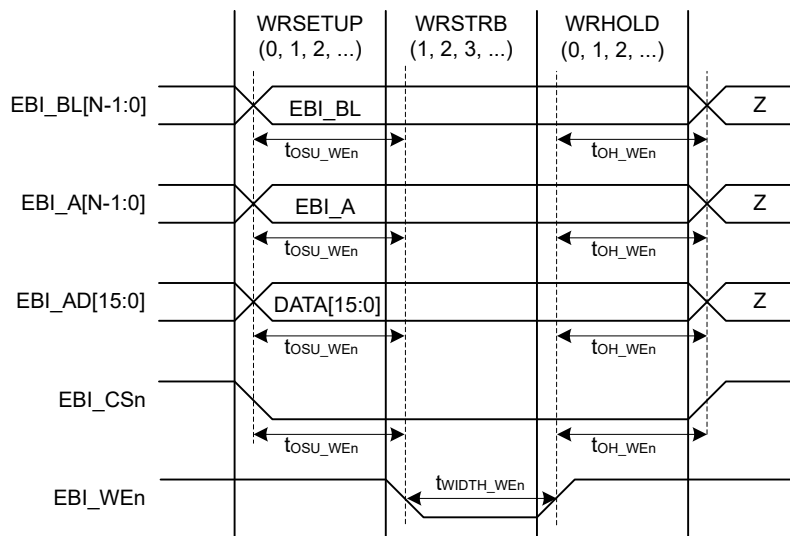 WRSETUP WRSTRB WRHOLD
(0, 1, 2, ...) (1, 2, 3, ...) (0, 1, 2, ...)
EBI_BL[N-1:0] EBI_BL Z
tOSU_WEn tOH_WEn
EBI_A[N-1:0] EBI_A Z
tOSU_WEn tOH_WEn
EBI_AD[15:0] DATA[15:0] Z
tOSU_WEn tOH_WEn
EBI_CSn
tOSU_WEn tOH_WEn
EBI_WEn tWIDTH_WEn